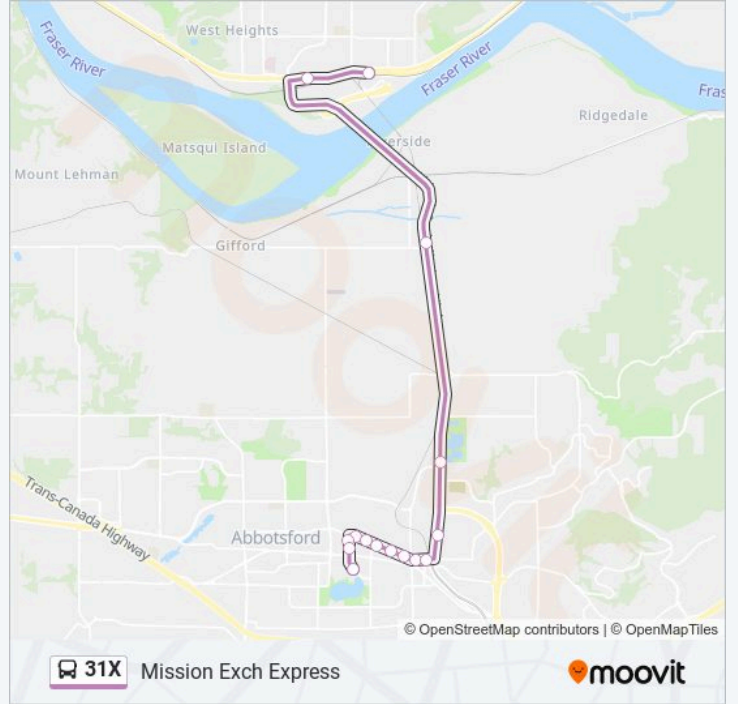 West Heights
Fraser River
Fraser River
Fras
Ridgedale
erside
Matsqui Island
Mount Lehman
Gifford
Trans-Canada Highway
Abbotsford
© OpenStreetMap contributors | © OpenMapTiles
31X Mission Exch Express
moovit